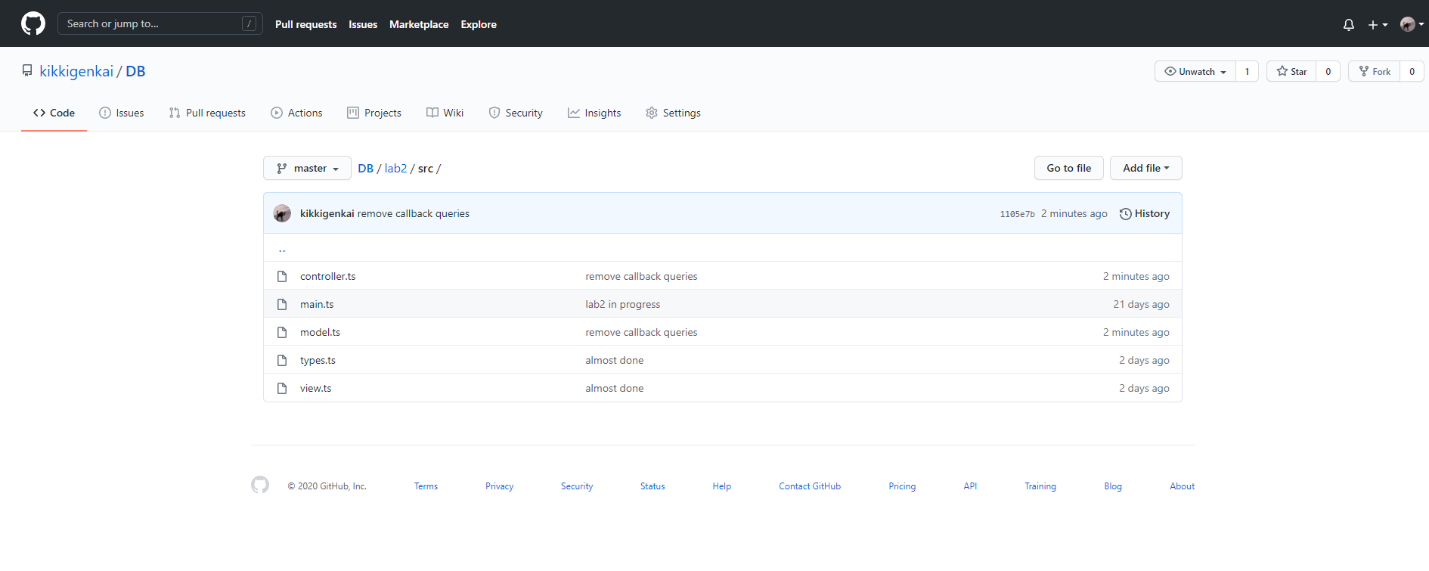 Search or jump to... / Pull requests Issues Marketplace Explore
kikkigenkai / DB Unwatch 1 Star 0 Fork 0
Code Issues Pull requests Actions Projects Wiki Security Insights Settings
master DB / lab2 / src / Go to file Add file
kikkigenkai remove callback queries 1105e7b 2 minutes ago History
..
controller.ts remove callback queries 2 minutes ago
main.ts lab2 in progress 21 days ago
model.ts remove callback queries 2 minutes ago
types.ts almost done 2 days ago
view.ts almost done 2 days ago
© 2020 GitHub, Inc. Terms Privacy Security Status Help Contact GitHub Pricing API Training Blog About